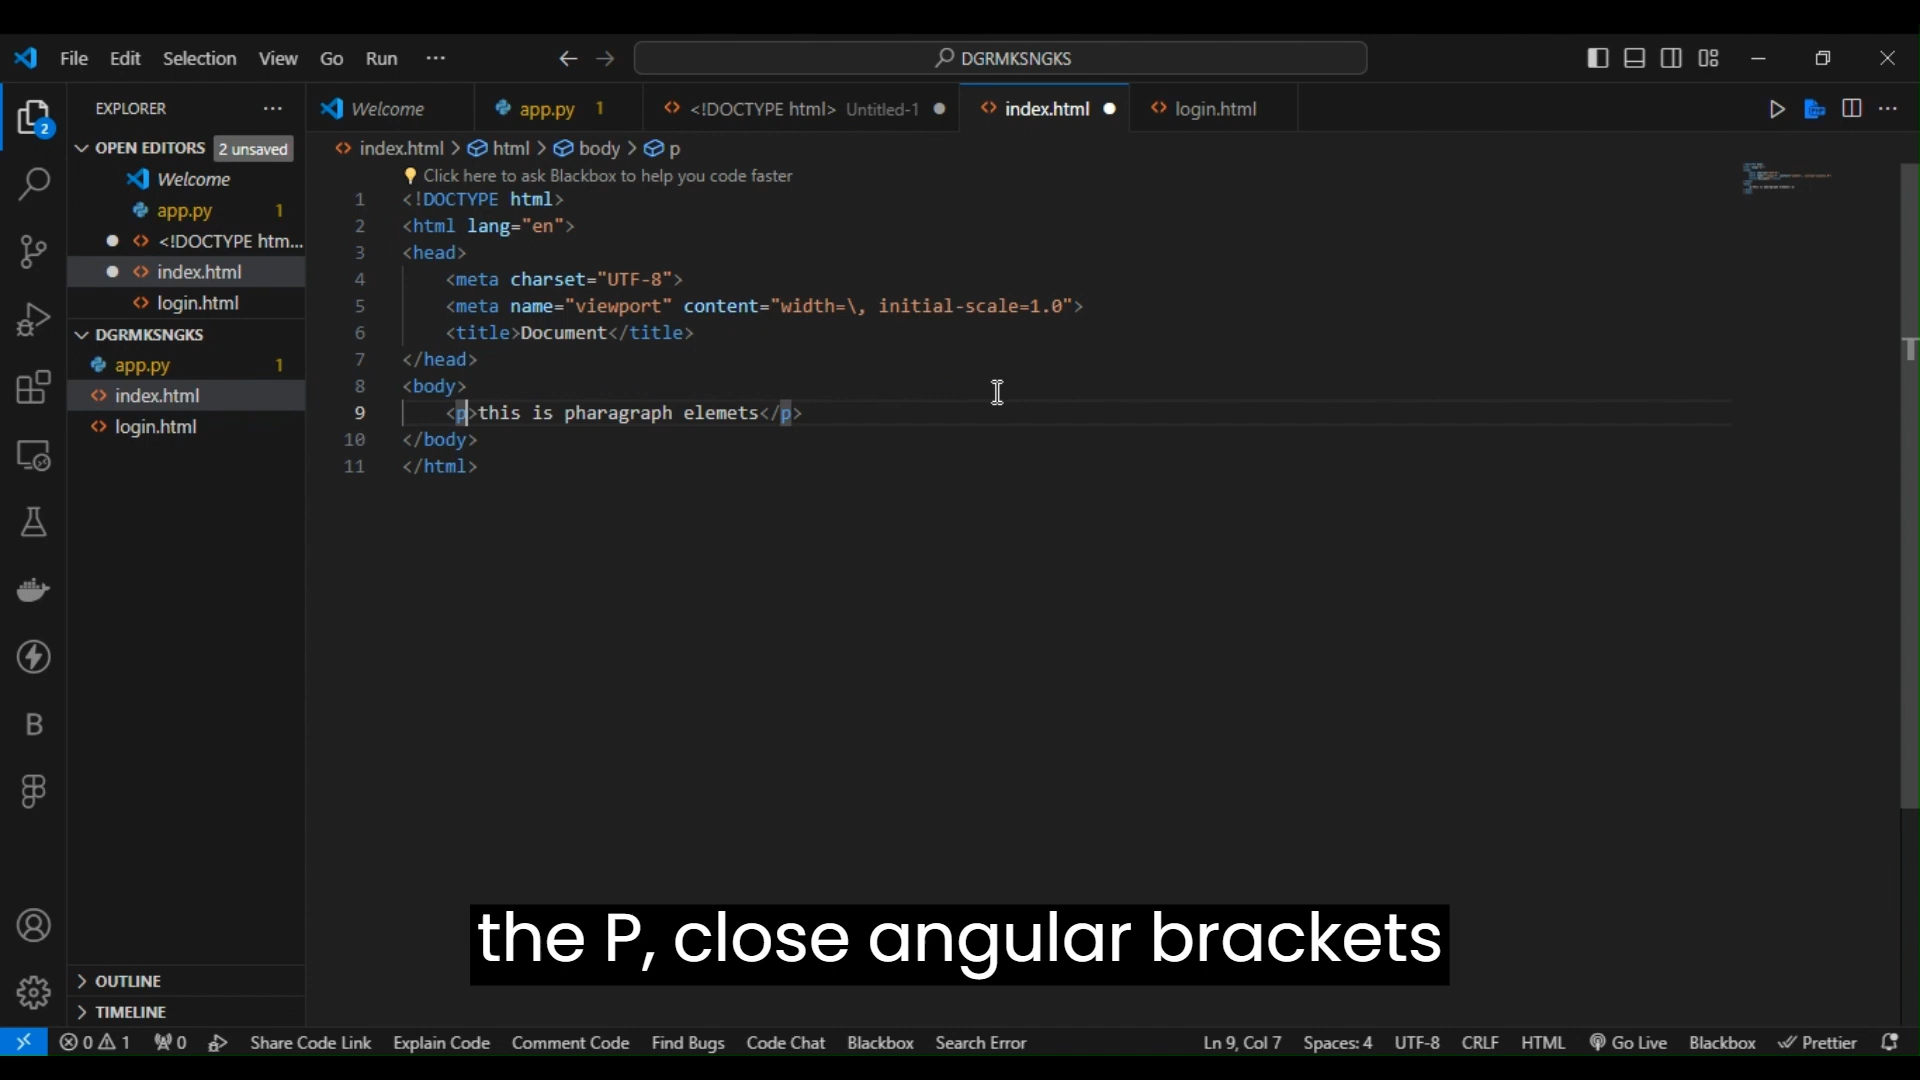 File Edit Selection View Go Run ···
DGRMKSNGKS
EXPLORER ···
OPEN EDITORS 2 unsaved
Welcome
app.py 1
<!DOCTYPE htm...
index.html
login.html
DGRMKSNGKS
app.py 1
index.html
login.html
OUTLINE
TIMELINE
2
B
Welcome app.py 1 <!DOCTYPE html> Untitled-1 index.html login.html ···
index.html > html > body > p
Click here to ask Blackbox to help you code faster
1 <!DOCTYPE html>
2 <html lang="en">
3 <head>
4 <meta charset="UTF-8">
5 <meta name="viewport" content="width=\, initial-scale=1.0">
6 <title>Document</title>
7 </head>
8 <body>
9 <p>this is pharagraph elemets</p>
10 </body>
11 </html>
the P, close angular brackets
0 1 0 Share Code Link Explain Code Comment Code Find Bugs Code Chat Blackbox Search Error Ln 9, Col 7 Spaces: 4 UTF-8 CRLF HTML Go Live Blackbox Prettier